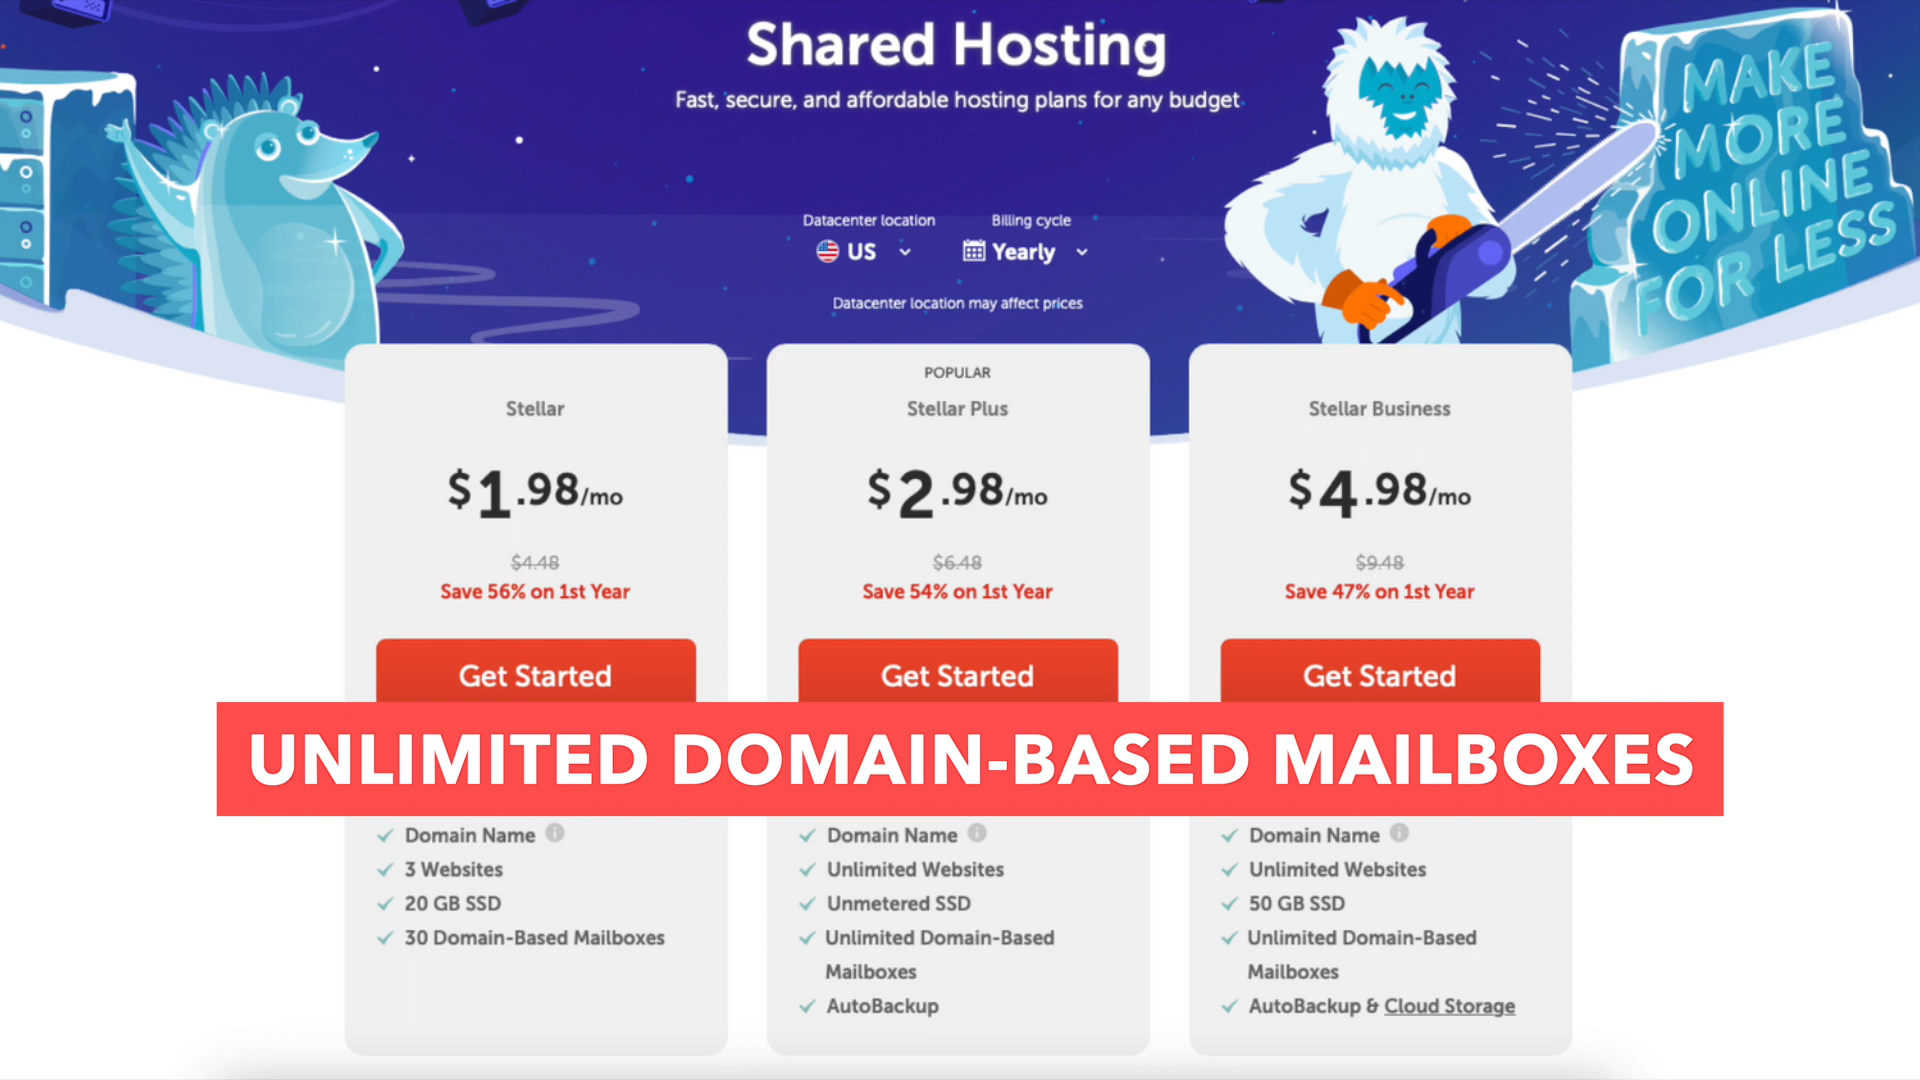 Shared Hosting
Fast, secure, and affordable hosting plans for any budget
MAKE
MORE
ONLINE
FOR LESS
Datacenter location
US
Billing cycle
Yearly
Datacenter location may affect prices
Stellar
$1.98/mo
$4.48
Save 56% on 1st Year
Get Started
POPULAR
Stellar Plus
$2.98/mo
$6.48
Save 54% on 1st Year
Get Started
Stellar Business
$4.98/mo
$9.48
Save 47% on 1st Year
Get Started
UNLIMITED DOMAIN-BASED MAILBOXES
Domain Name
3 Websites
20 GB SSD
30 Domain-Based Mailboxes
Domain Name
Unlimited Websites
Unmetered SSD
Unlimited Domain-Based
Mailboxes
AutoBackup
Domain Name
Unlimited Websites
50 GB SSD
Unlimited Domain-Based
Mailboxes
AutoBackup & Cloud Storage